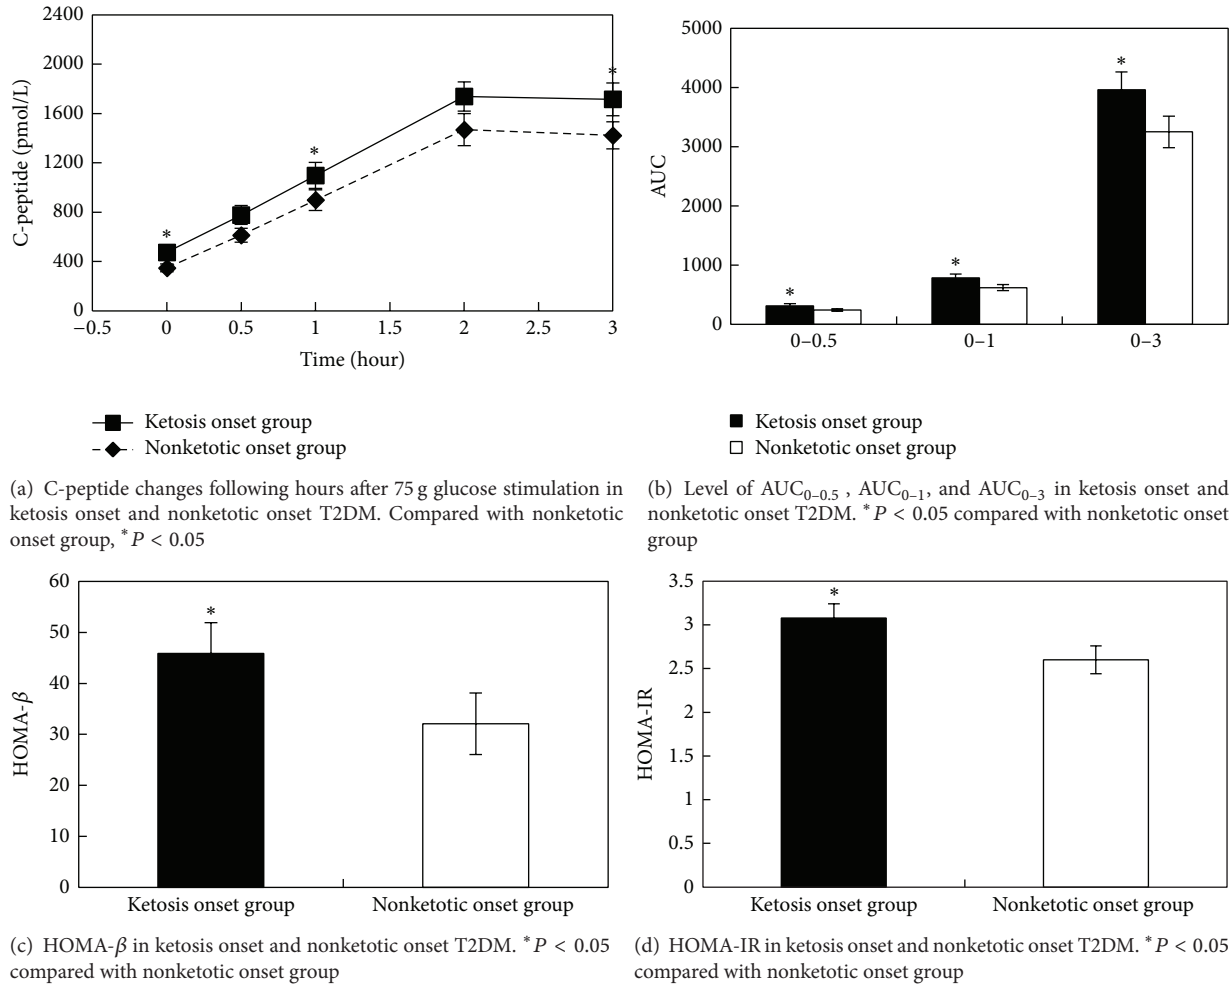 2400
2000
1600
1200
800
400
0
C-peptide (pmol/L)
*
*
*
−0.5 0 0.5 1 1.5 2 2.5 3
Time (hour)
Ketosis onset group
Nonketotic onset group
(a) C-peptide changes following hours after 75 g glucose stimulation in
ketosis onset and nonketotic onset T2DM. Compared with nonketotic
onset group, *P < 0.05
5000
4000
3000
2000
1000
0
AUC
*
*
*
0–0.5 0–1 0–3
Ketosis onset group
Nonketotic onset group
(b) Level of AUC0–0.5 , AUC0–1, and AUC0–3 in ketosis onset and
nonketotic onset T2DM. *P < 0.05 compared with nonketotic onset
group
60
50
40
30
20
10
0
HOMA-β
*
Ketosis onset group Nonketotic onset group
(c) HOMA-β in ketosis onset and nonketotic onset T2DM. *P < 0.05
compared with nonketotic onset group
3.5
3
2.5
2
1.5
1
0.5
0
HOMA-IR
*
Ketosis onset group Nonketotic onset group
(d) HOMA-IR in ketosis onset and nonketotic onset T2DM. *P < 0.05
compared with nonketotic onset group